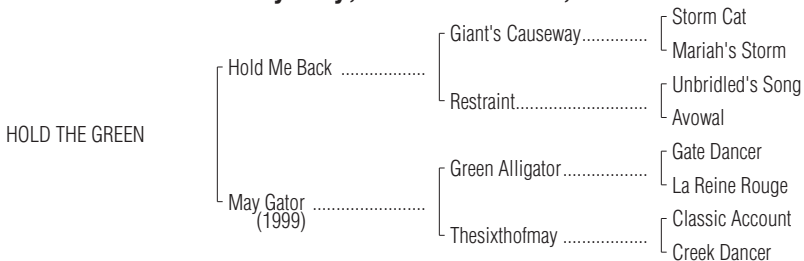 Storm Cat
Giant's Causeway.............
Mariah's Storm
Hold Me Back ..................
Unbridled's Song
Restraint..........................
Avowal
HOLD THE GREEN
Gate Dancer
Green Alligator.................
La Reine Rouge
May Gator ........................
(1999)
Classic Account
Thesixthofmay .................
Creek Dancer